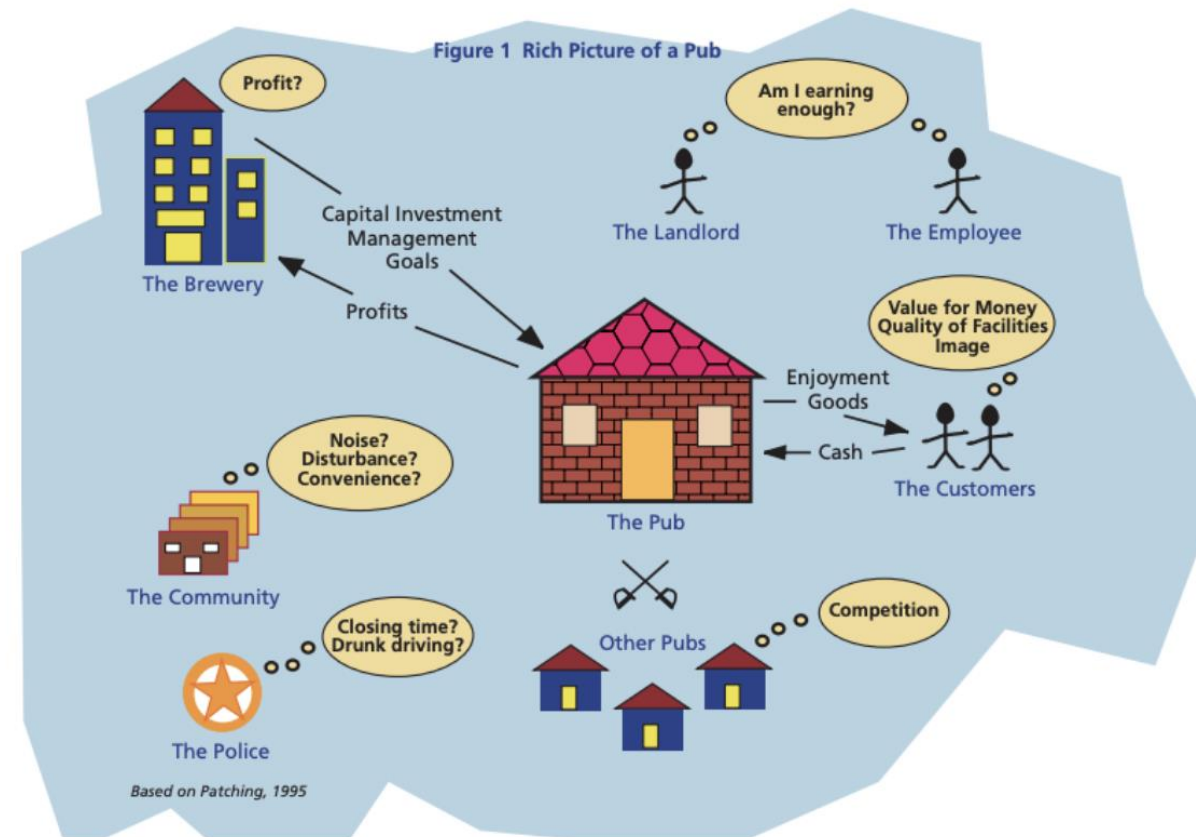 Figure 1 Rich Picture of a Pub
Profit?
Am I earning
enough?
The Landlord
The Employee
Capital Investment
Management
Goals
The Brewery
Profits
Value for Money
Quality of Facilities
Image
Enjoyment
Goods
Cash
The Customers
The Pub
Noise?
Disturbance?
Convenience?
The Community
Closing time?
Drunk driving?
The Police
Other Pubs
Competition
Based on Patching, 1995